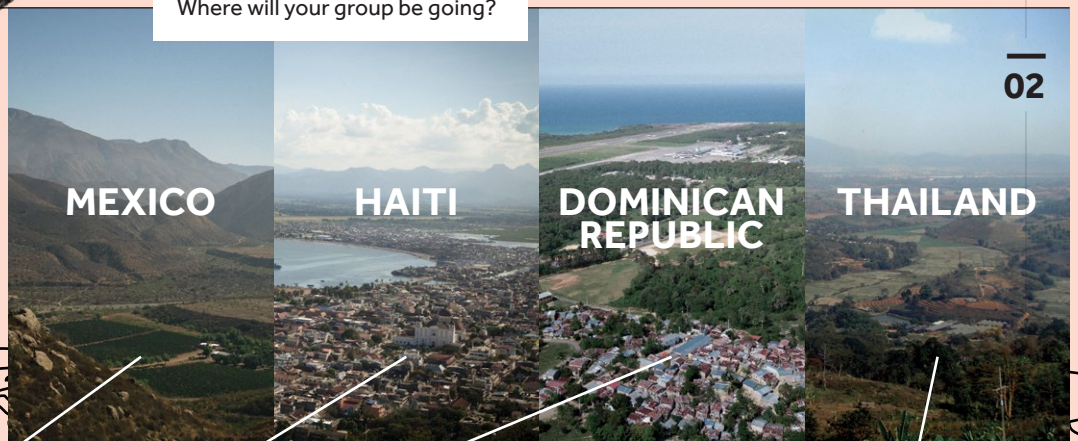 Where will your group be going?
02
MEXICO
HAITI
DOMINICAN
REPUBLIC
THAILAND